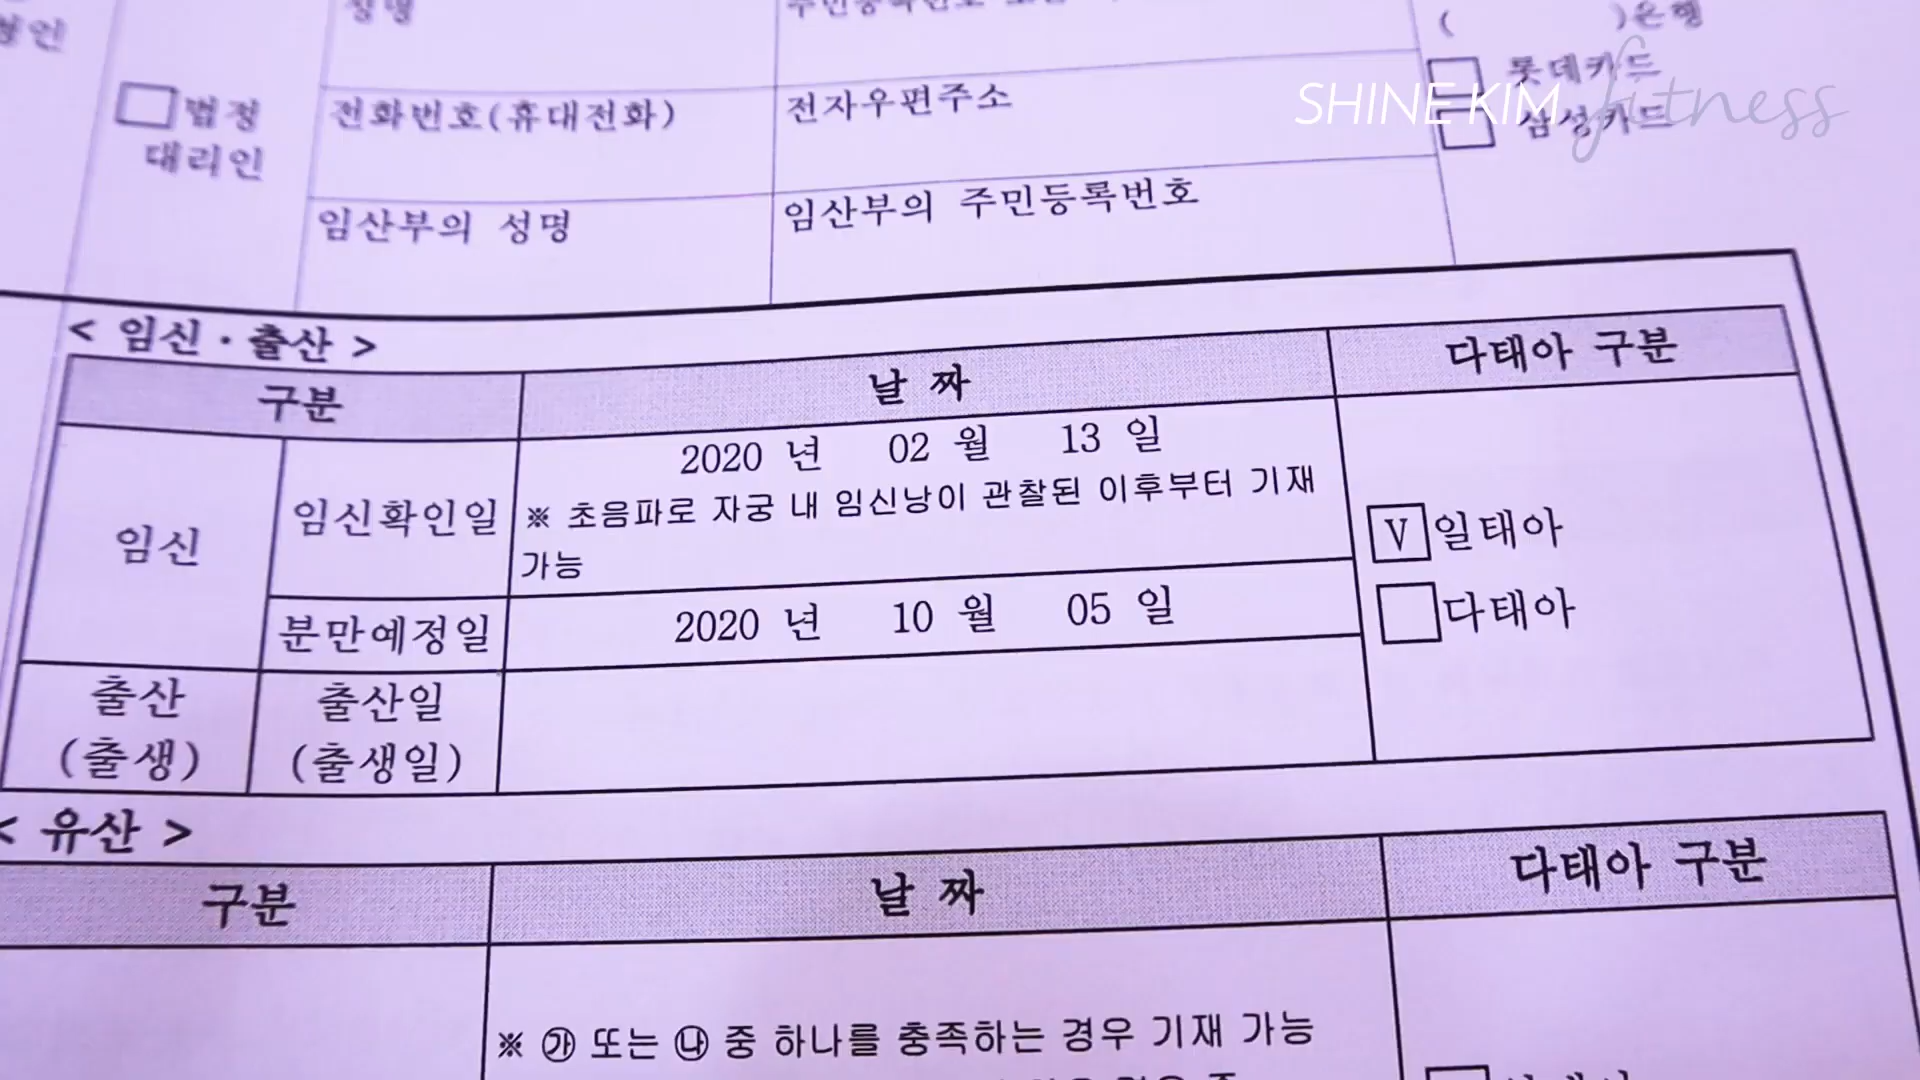 성명
( )은행
롯데카드
SHINE KIM fitness
삼성카드
법정
대리인
전화번호(휴대전화)
전자우편주소
임산부의 성명
임산부의 주민등록번호
< 임신·출산 >
구분
날 짜
다태아 구분
임신
임신확인일
2020 년 02 월 13 일
※ 초음파로 자궁 내 임신낭이 관찰된 이후부터 기재
가능
V 일태아
다태아
분만예정일
2020 년 10 월 05 일
출산
(출생)
출산일
(출생일)
< 유산 >
구분
날 짜
다태아 구분
※ ㉮ 또는 ㉯ 중 하나를 충족하는 경우 기재 가능